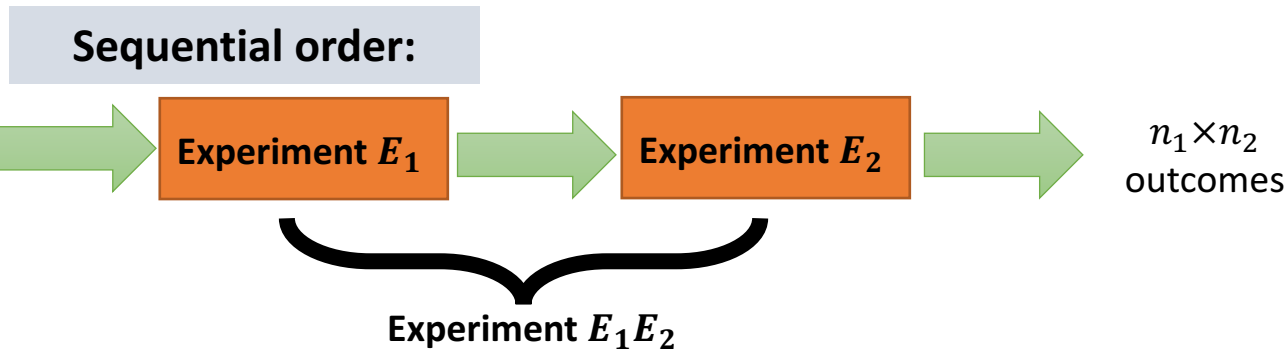 Sequential order:
Experiment E₁
Experiment E₂
n₁×n₂
outcomes
Experiment E₁E₂